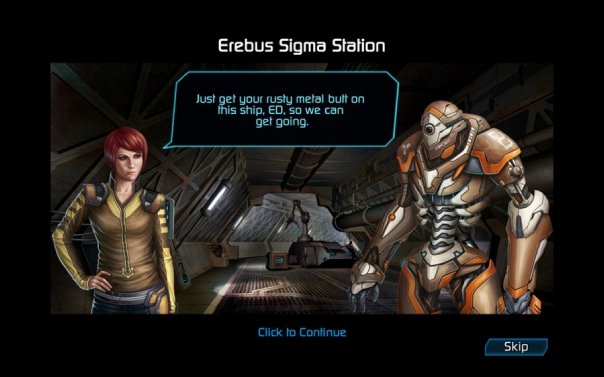 Erebus Sigma Station
Just get your rusty metal butt on
this ship, ED, so we can
get going.
Click to Continue
Skip